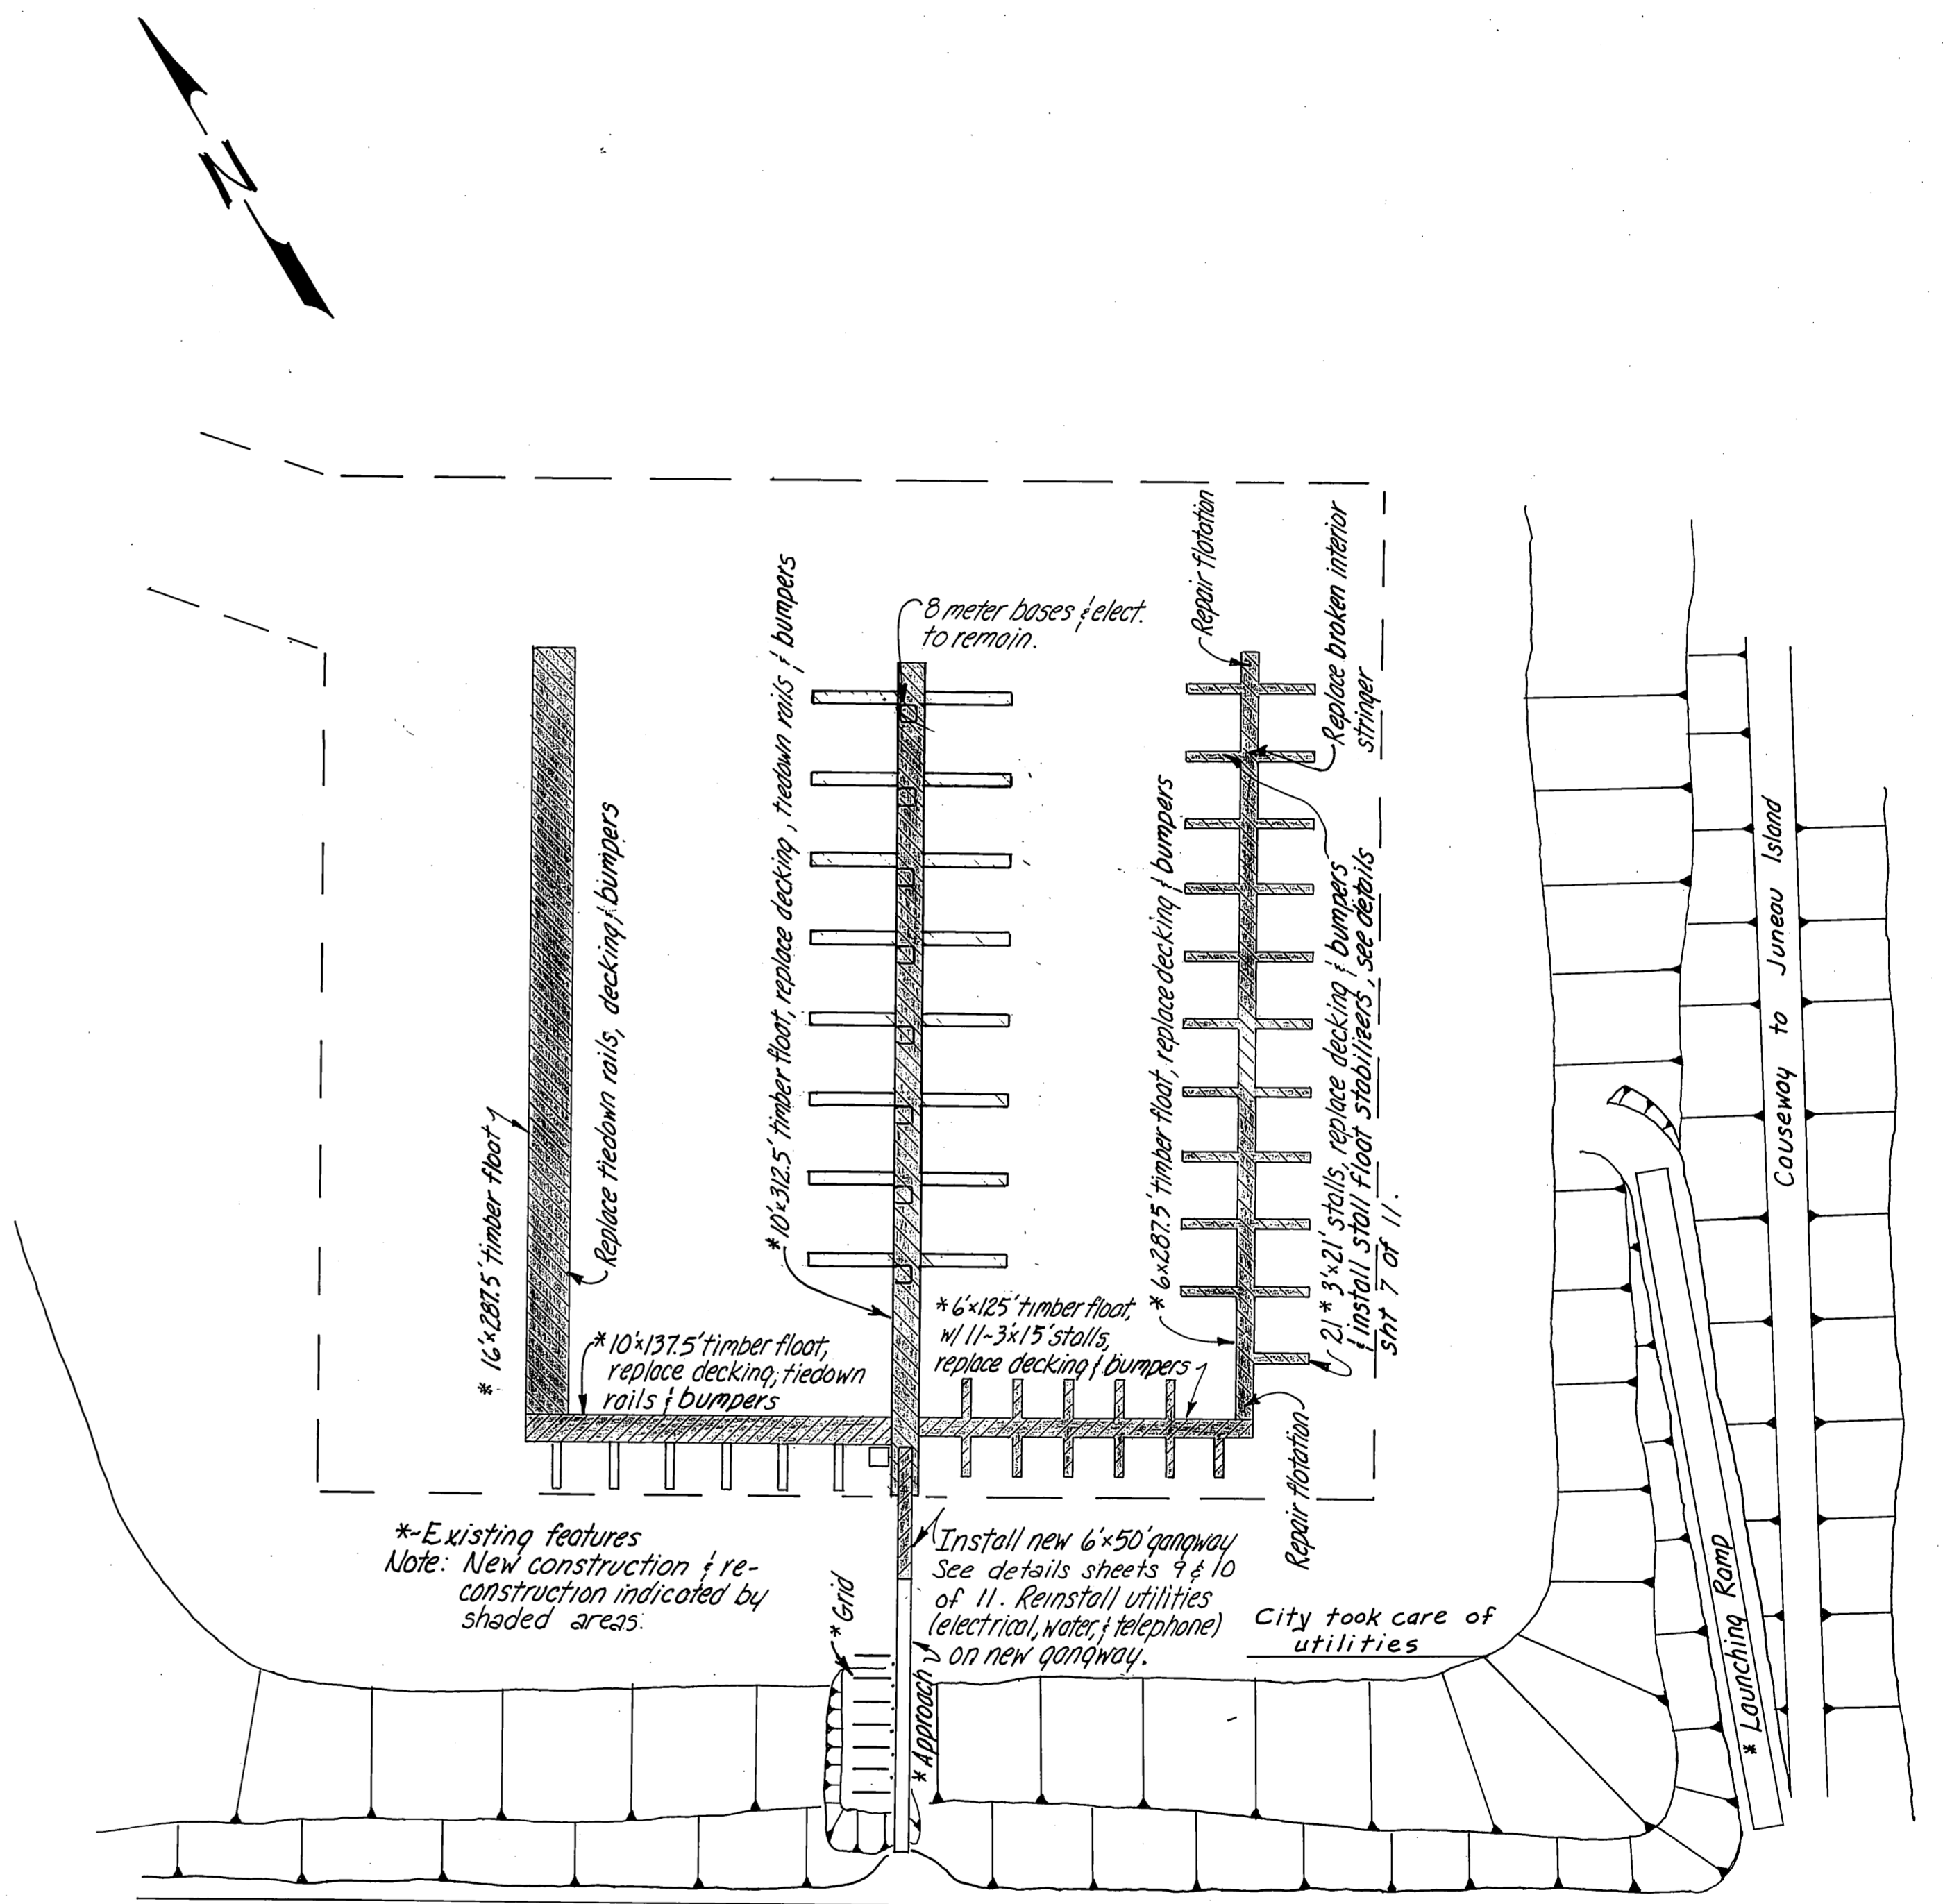 N
Repair flotation
Replace broken interior
stringer
8 meter bases & elect.
to remain.
* 16'x287.5' timber float
Replace tiedown rails, decking & bumpers
* 10'x312.5' timber float, replace decking, tiedown rails & bumpers
* 6'x287.5' timber float, replace decking & bumpers
21 * 3'x21' stalls, replace decking & bumpers
& install stall float stabilizers, see details
sht 7 of 11.
* 10'x137.5' timber float,
replace decking, tiedown
rails & bumpers
* 6'x125' timber float,
w/ 11~3'x15' stalls,
replace decking & bumpers
Repair flotation
*~Existing features
Note: New construction & re-
construction indicated by
shaded areas.
Install new 6'x50' gangway
See details sheets 9 & 10
of 11. Reinstall utilities
(electrical, water, & telephone)
on new gangway.
City took care of
utilities
* Grid
* Approach
* Launching Ramp
Causeway to Juneau Island